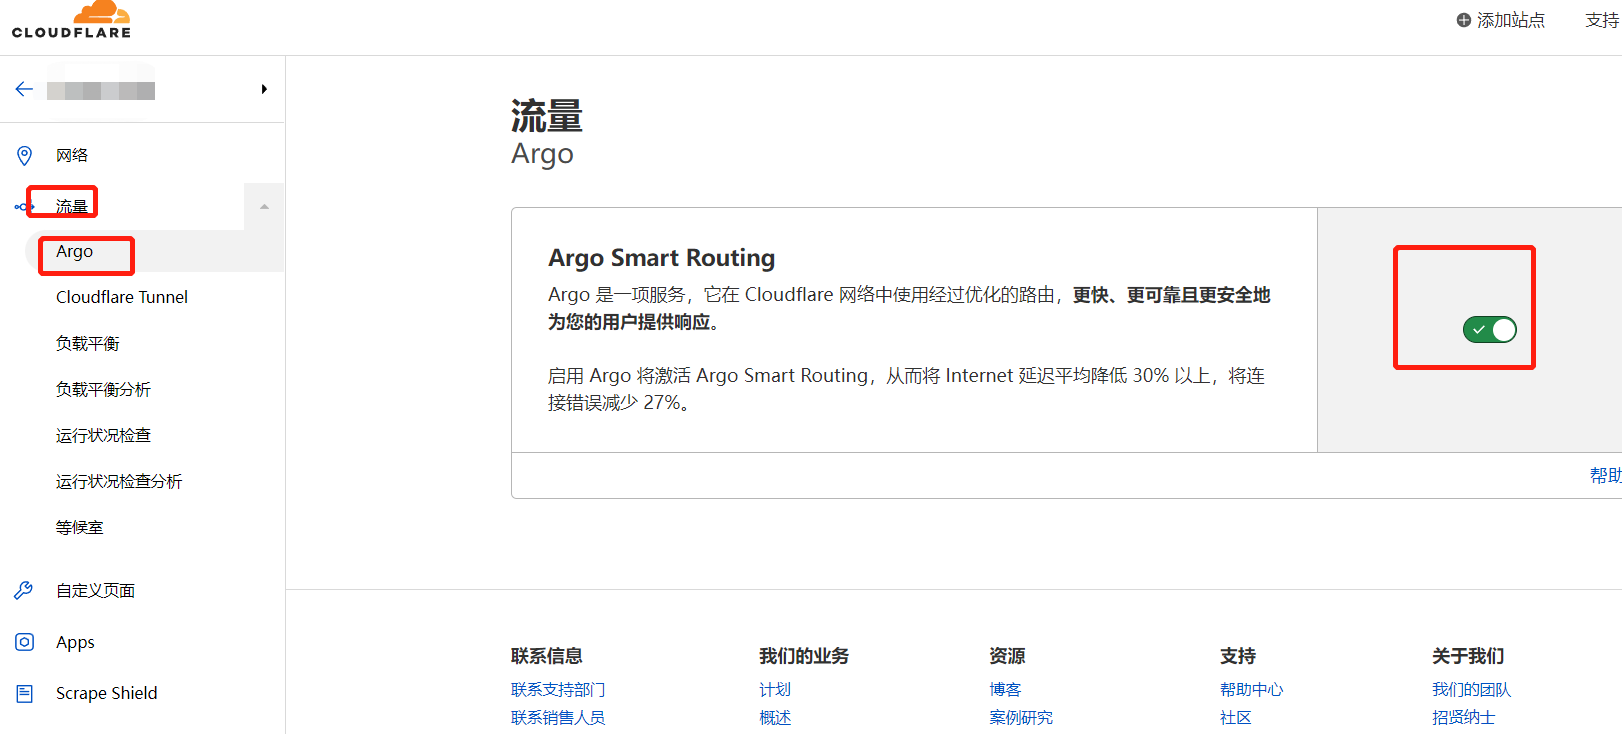 CLOUDFLARE
添加站点
支持
网络
流量
Argo
Cloudflare Tunnel
负载平衡
负载平衡分析
运行状况检查
运行状况检查分析
等候室
自定义页面
Apps
Scrape Shield
流量
Argo
Argo Smart Routing
Argo 是一项服务，它在 Cloudflare 网络中使用经过优化的路由，更快、更可靠且更安全地
为您的用户提供响应。
启用 Argo 将激活 Argo Smart Routing，从而将 Internet 延迟平均降低 30% 以上，将连
接错误减少 27%。
帮助
联系信息
联系支持部门
联系销售人员
我们的业务
计划
概述
资源
博客
案例研究
支持
帮助中心
社区
关于我们
我们的团队
招贤纳士